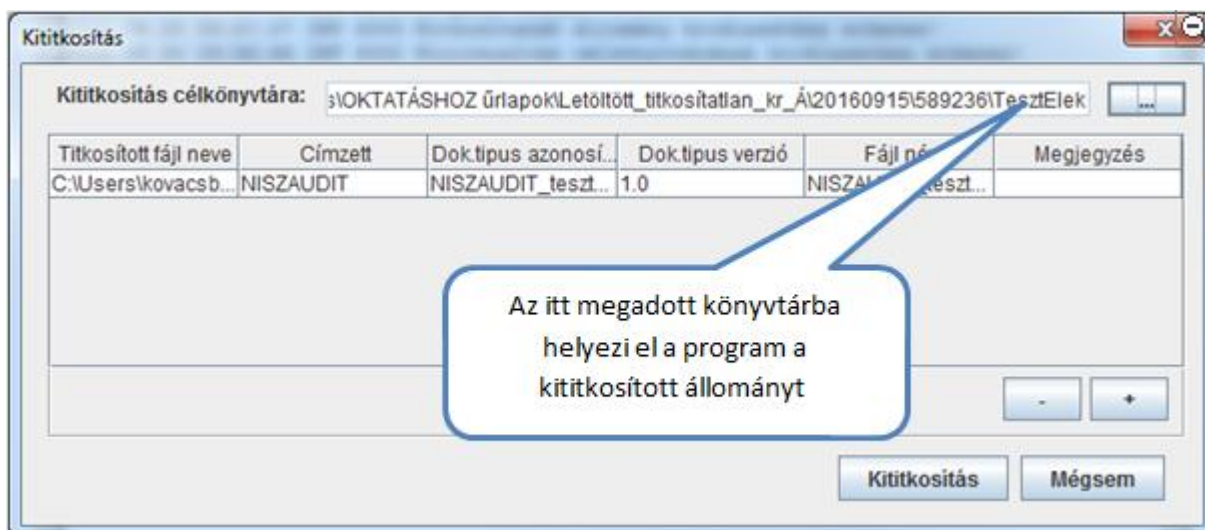 Kititkosítás
Kititkosítás célkönyvtára: s\OKTATÁSHOZ űrlapok\Letöltött_titkosítatlan_kr_Á\20160915\589236\TesztElek ...
Titkosított fájl neve Címzett Dok.tipus azonosí... Dok.tipus verzió Fájl né Megjegyzés
C:\Users\kovacsb... NISZAUDIT NISZAUDIT_teszt... 1.0 NISZA teszt...
Az itt megadott könyvtárba
helyezi el a program a
kititkosított állományt
- +
Kititkosítás Mégsem